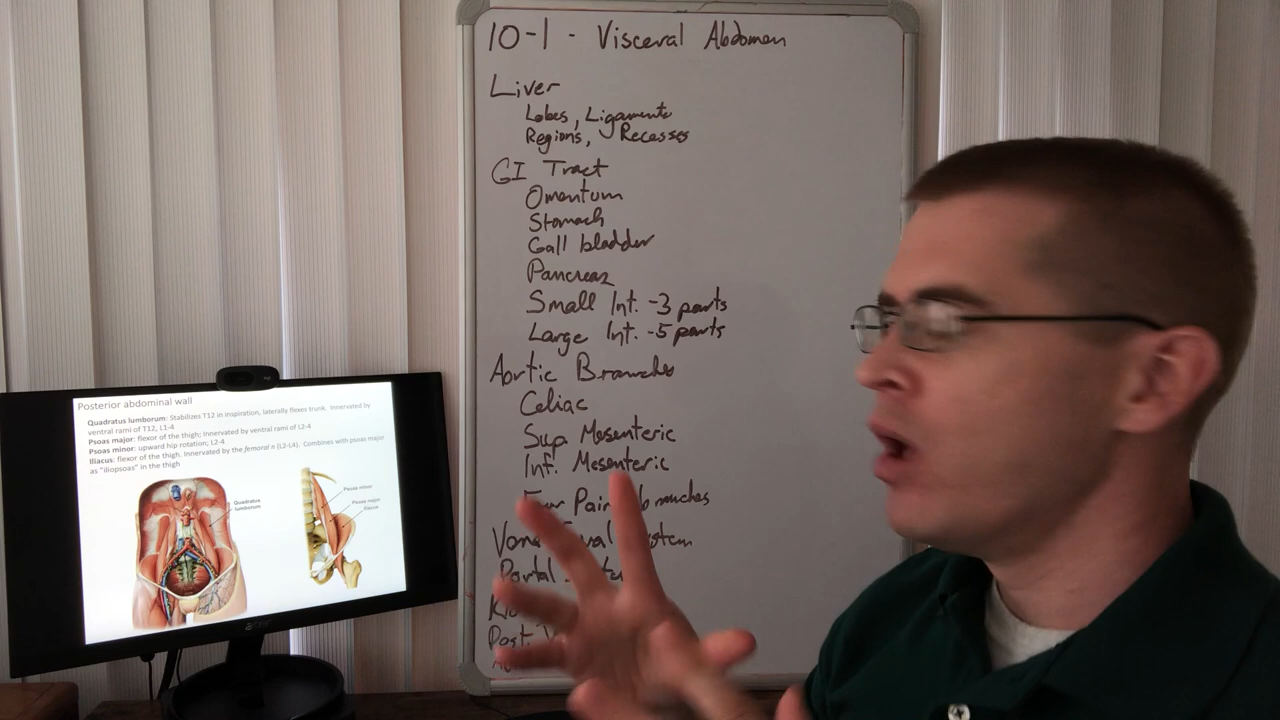 10-1 - Visceral Abdomen
Liver
Lobes, Ligaments
Regions, Recesses
GI Tract
Omentum
Stomach
Gall bladder
Pancreas
Small Int. -3 parts
Large Int. -5 parts
Aortic Branches
Celiac
Sup Mesenteric
Inf. Mesenteric
branches
Portal
Post.
Posterior abdominal wall
Quadratus lumborum: Stabilizes T12 in inspiration, laterally flexes trunk. Innervated by
ventral rami of T12, L1-4
Psoas major: flexor of the thigh; innervated by ventral rami of L2-4
Psoas minor: upward hip rotation; L2-4
Iliacus: flexor of the thigh. Innervated by the femoral n (L2-L4). Combines with psoas major
as "iliopsoas" in the thigh
Quadratus
lumborum
Psoas minor
Psoas major
Iliacus
acer